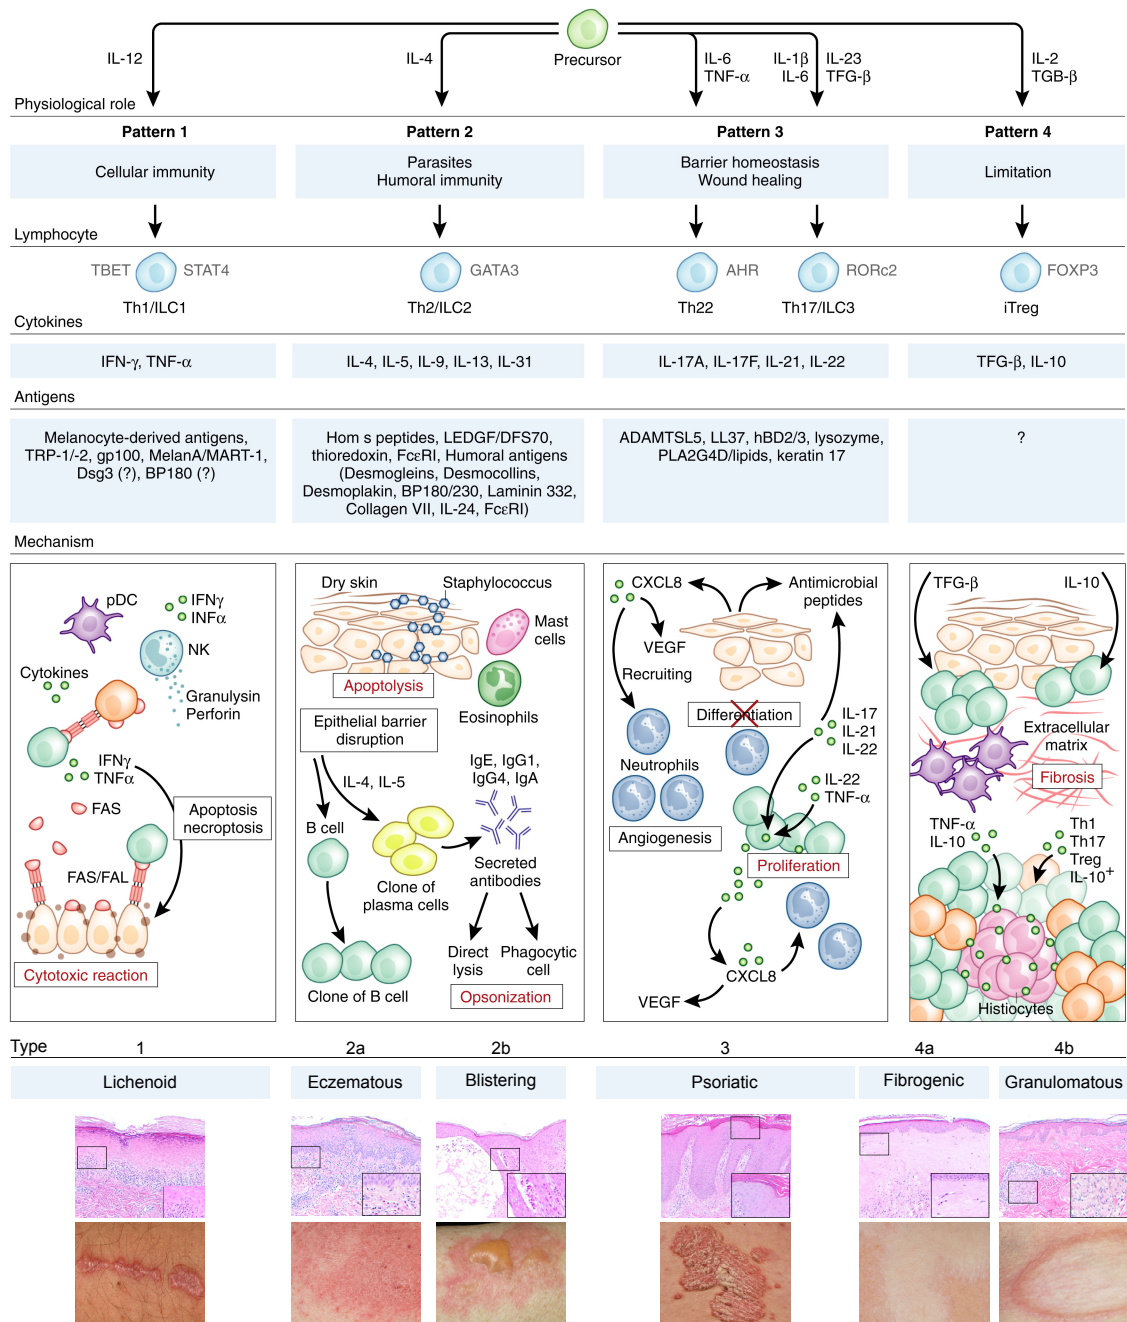 Precursor
IL-12
IL-4
IL-6
TNF-α
IL-1β
IL-6
IL-23
TFG-β
IL-2
TGB-β
Physiological role
Pattern 1
Pattern 2
Pattern 3
Pattern 4
Cellular immunity
Parasites
Humoral immunity
Barrier homeostasis
Wound healing
Limitation
Lymphocyte
TBET
STAT4
GATA3
AHR
RORc2
FOXP3
Th1/ILC1
Th2/ILC2
Th22
Th17/ILC3
iTreg
Cytokines
IFN-γ, TNF-α
IL-4, IL-5, IL-9, IL-13, IL-31
IL-17A, IL-17F, IL-21, IL-22
TFG-β, IL-10
Antigens
Melanocyte-derived antigens,
TRP-1/-2, gp100, MelanA/MART-1,
Dsg3 (?), BP180 (?)
Hom s peptides, LEDGF/DFS70,
thioredoxin, FcεRI, Humoral antigens
(Desmogleins, Desmocollins,
Desmoplakin, BP180/230, Laminin 332,
Collagen VII, IL-24, FcεRI)
ADAMTSL5, LL37, hBD2/3, lysozyme,
PLA2G4D/lipids, keratin 17
?
Mechanism
pDC
IFNγ
INFα
NK
Cytokines
Granulysin
Perforin
IFNγ
TNFα
FAS
Apoptosis
necroptosis
FAS/FAL
Cytotoxic reaction
Dry skin
Staphylococcus
Mast
cells
Apoptolysis
Eosinophils
Epithelial barrier
disruption
IL-4, IL-5
IgE, IgG1,
IgG4, IgA
B cell
Clone of
plasma cells
Secreted
antibodies
Direct
lysis
Phagocytic
cell
Clone of B cell
Opsonization
CXCL8
Antimicrobial
peptides
VEGF
Recruiting
Differentiation
IL-17
IL-21
IL-22
Neutrophils
IL-22
TNF-α
Angiogenesis
Proliferation
CXCL8
VEGF
TFG-β
IL-10
Extracellular
matrix
Fibrosis
TNF-α
IL-10
Th1
Th17
Treg
IL-10+
Histiocytes
Type
1
2a
2b
3
4a
4b
Lichenoid
Eczematous
Blistering
Psoriatic
Fibrogenic
Granulomatous